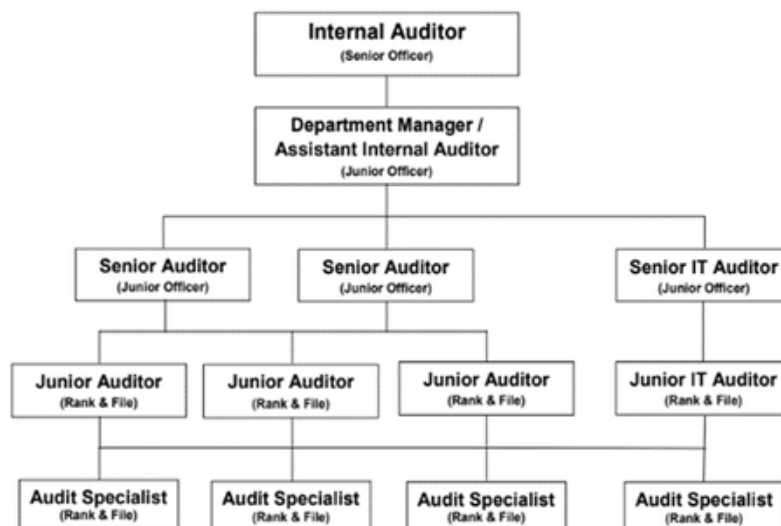 Internal Auditor
(Senior Officer)
Department Manager /
Assistant Internal Auditor
(Junior Officer)
Senior Auditor
(Junior Officer)
Senior Auditor
(Junior Officer)
Senior IT Auditor
(Junior Officer)
Junior Auditor
(Rank & File)
Junior Auditor
(Rank & File)
Junior Auditor
(Rank & File)
Junior IT Auditor
(Rank & File)
Audit Specialist
(Rank & File)
Audit Specialist
(Rank & File)
Audit Specialist
(Rank & File)
Audit Specialist
(Rank & File)